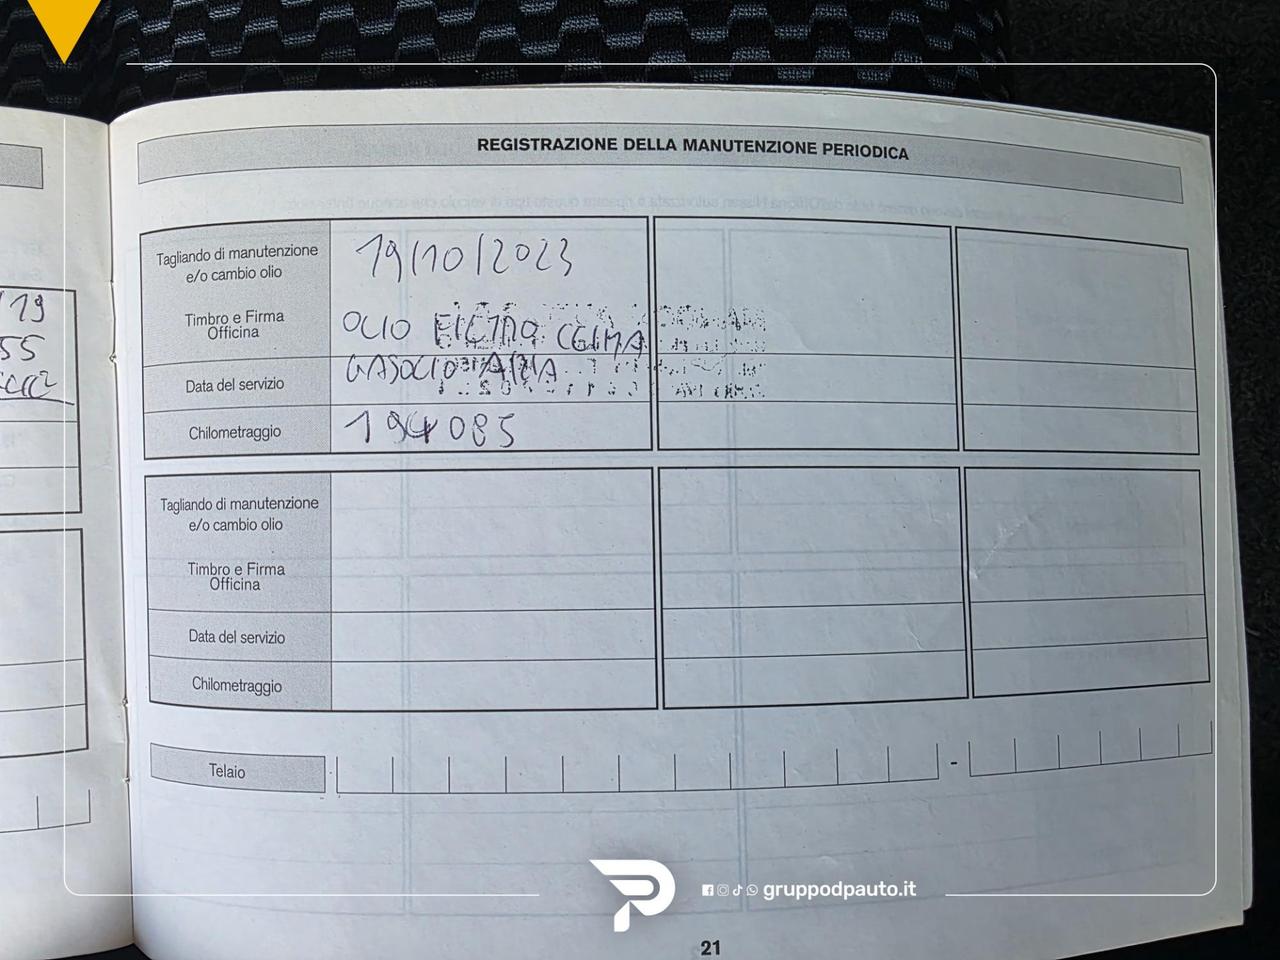 REGISTRAZIONE DELLA MANUTENZIONE PERIODICA
Tagliando di manutenzione
e/o cambio olio
19/10/2023
Timbro e Firma
Officina
OLIO FILTRO CLIMA
GASOLIO ARIA
Data del servizio
Chilometraggio
194085
Tagliando di manutenzione
e/o cambio olio
Timbro e Firma
Officina
Data del servizio
Chilometraggio
Telaio
-
/19
55
gruppodpauto.it
21